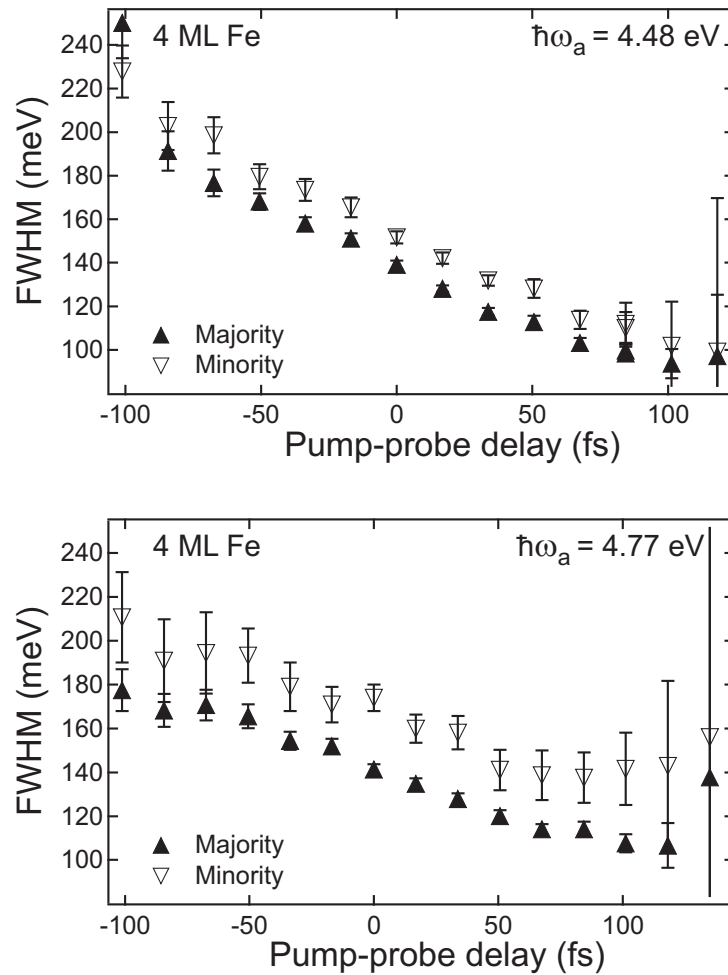 4 ML Fe
ħωₐ = 4.48 eV
240
220
200
180
160
140
120
100
FWHM (meV)
Majority
Minority
-100
-50
0
50
100
Pump-probe delay (fs)
4 ML Fe
ħωₐ = 4.77 eV
240
220
200
180
160
140
120
100
FWHM (meV)
Majority
Minority
-100
-50
0
50
100
Pump-probe delay (fs)